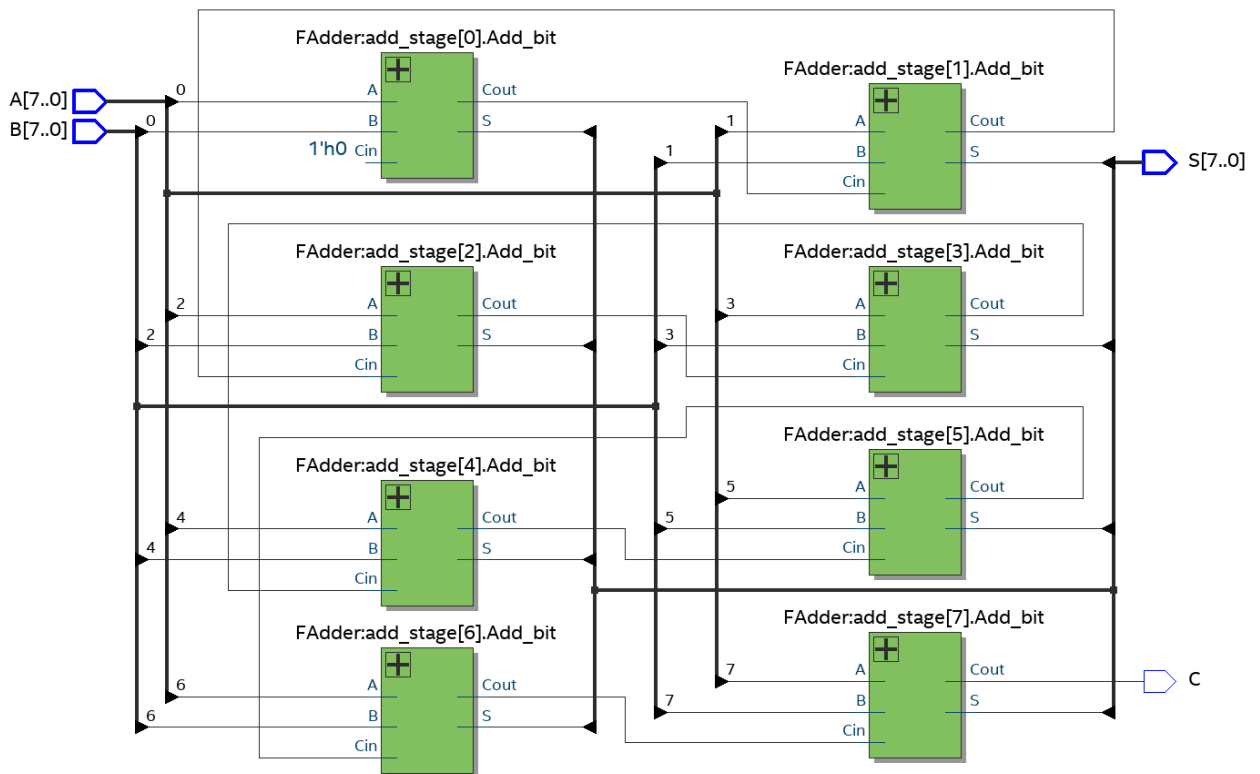 FAdder:add_stage[0].Add_bit
FAdder:add_stage[1].Add_bit
A[7..0]
0
A
Cout
B[7..0]
0
B
S
1'h0
Cin
1
A
Cout
1
B
S
Cin
S[7..0]
FAdder:add_stage[2].Add_bit
FAdder:add_stage[3].Add_bit
2
A
Cout
2
B
S
Cin
3
A
Cout
3
B
S
Cin
FAdder:add_stage[4].Add_bit
FAdder:add_stage[5].Add_bit
4
A
Cout
4
B
S
Cin
5
A
Cout
5
B
S
Cin
FAdder:add_stage[6].Add_bit
FAdder:add_stage[7].Add_bit
6
A
Cout
6
B
S
Cin
7
A
Cout
7
B
S
Cin
C